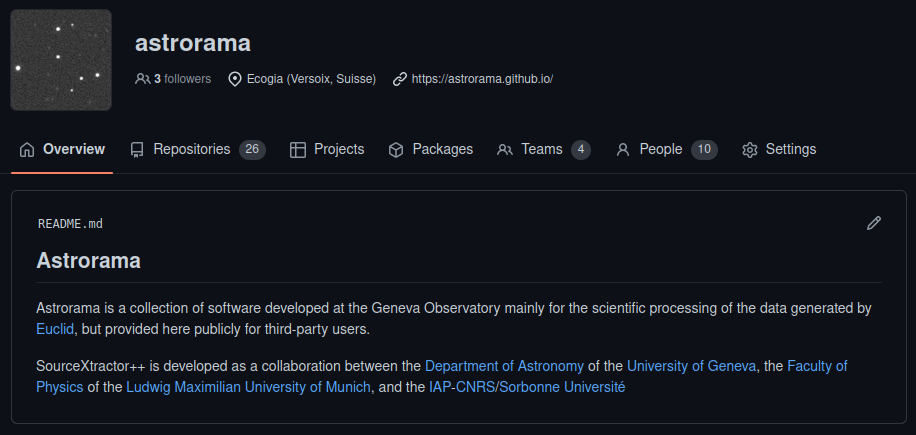 astrorama
3 followers Ecogia (Versoix, Suisse) https://astrorama.github.io/
Overview Repositories 26 Projects Packages Teams 4 People 10 Settings
README.md
Astrorama
Astrorama is a collection of software developed at the Geneva Observatory mainly for the scientific processing of the data generated by
Euclid, but provided here publicly for third-party users.
SourceXtractor++ is developed as a collaboration between the Department of Astronomy of the University of Geneva, the Faculty of
Physics of the Ludwig Maximilian University of Munich, and the IAP-CNRS/Sorbonne Université